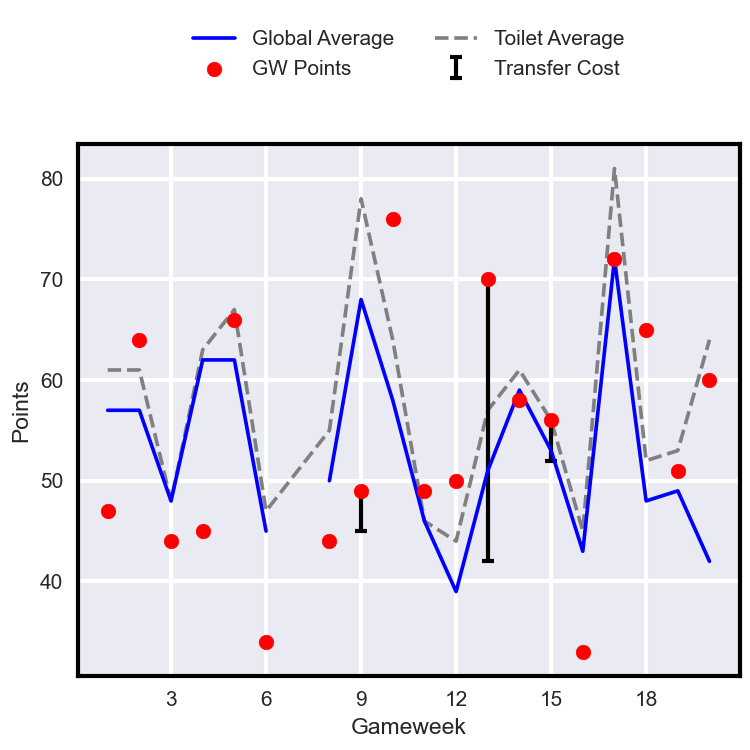 Global Average
Toilet Average
GW Points
Transfer Cost
80
70
60
50
40
Points
3 6 9 12 15 18
Gameweek